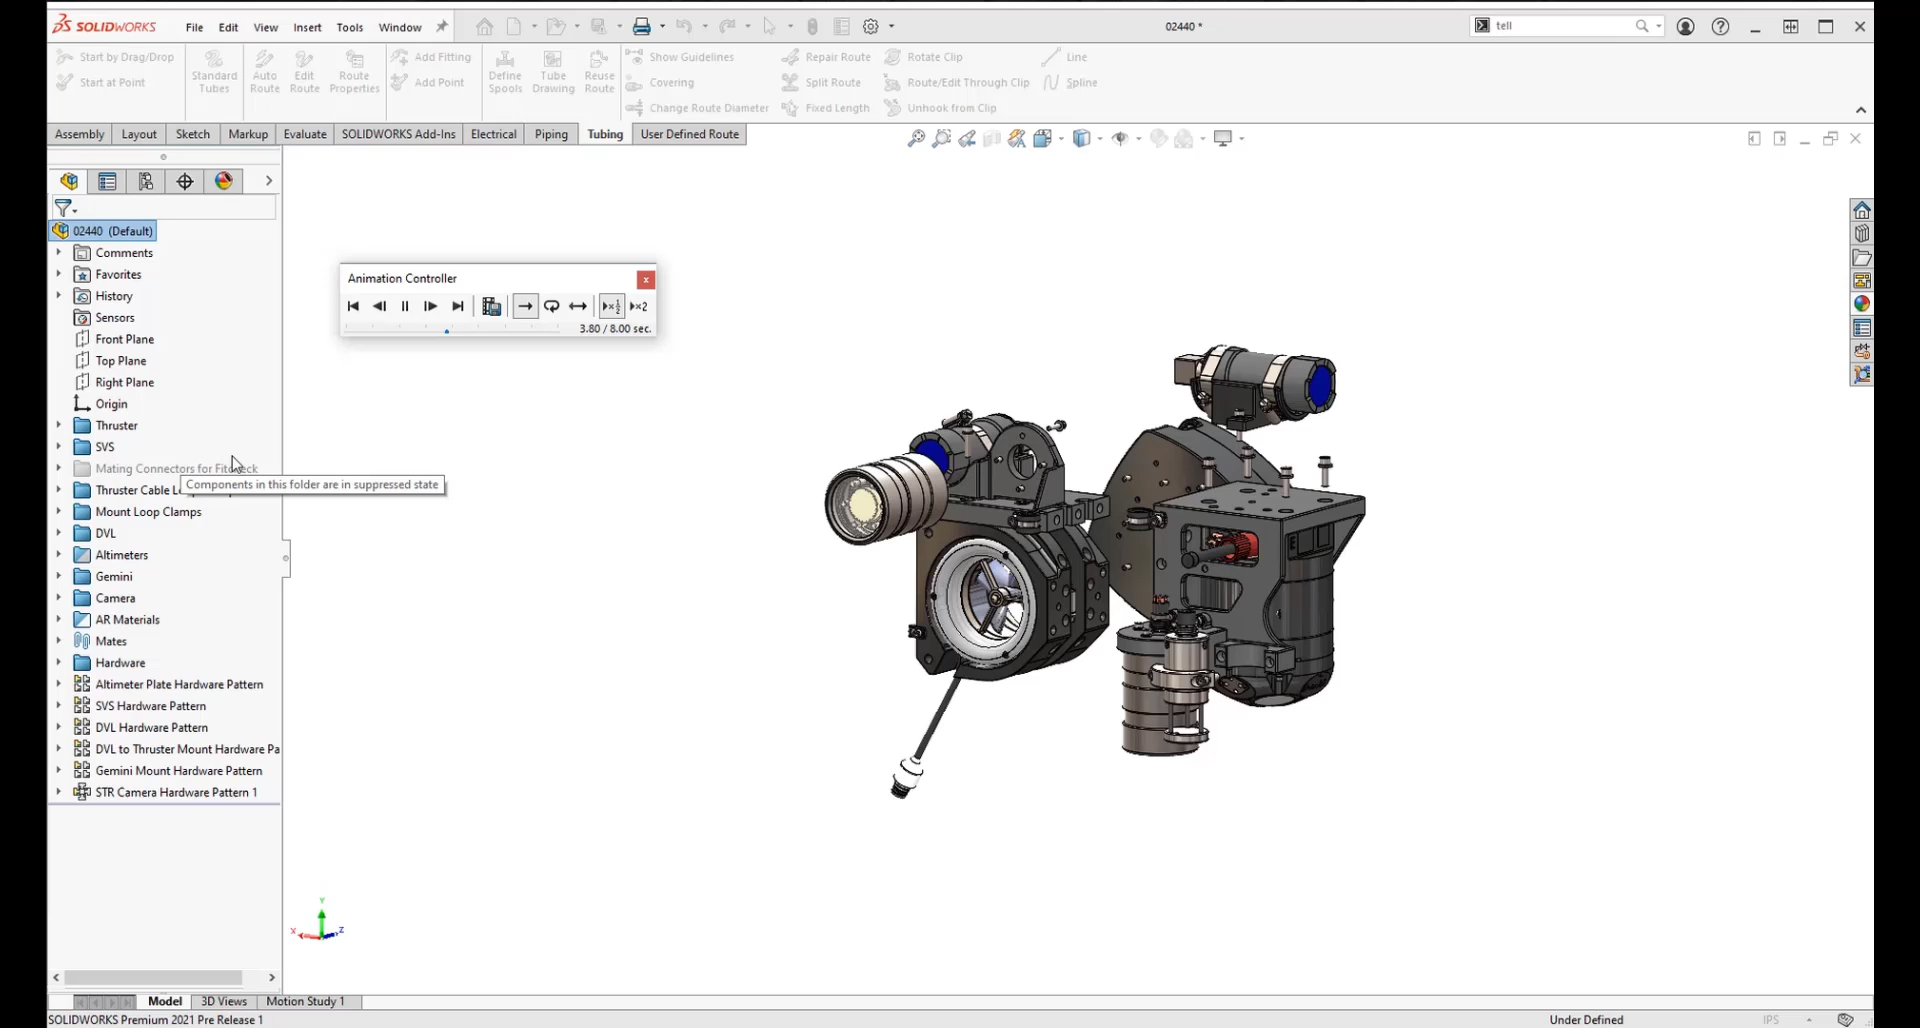 SOLIDWORKS File Edit View Insert Tools Window 02440 * tell
Start by Drag/Drop
Start at Point
Standard Tubes
Auto Route
Edit Route
Route Properties
Add Fitting
Add Point
Define Spools
Tube Drawing
Reuse Route
Show Guidelines
Covering
Change Route Diameter
Repair Route
Split Route
Fixed Length
Rotate Clip
Route/Edit Through Clip
Unhook from Clip
Line
Spline
Assembly Layout Sketch Markup Evaluate SOLIDWORKS Add-Ins Electrical Piping Tubing User Defined Route
02440 (Default)
Comments
Favorites
History
Sensors
Front Plane
Top Plane
Right Plane
Origin
Thruster
SVS
Mating Connectors for Fitcheck
Thruster Cable
Components in this folder are in suppressed state
Mount Loop Clamps
DVL
Altimeters
Gemini
Camera
AR Materials
Mates
Hardware
Altimeter Plate Hardware Pattern
SVS Hardware Pattern
DVL Hardware Pattern
DVL to Thruster Mount Hardware Pa
Gemini Mount Hardware Pattern
STR Camera Hardware Pattern 1
Animation Controller
3.80 / 8.00 sec.
Y
X
Z
Model 3D Views Motion Study 1
SOLIDWORKS Premium 2021 Pre Release 1 Under Defined IPS